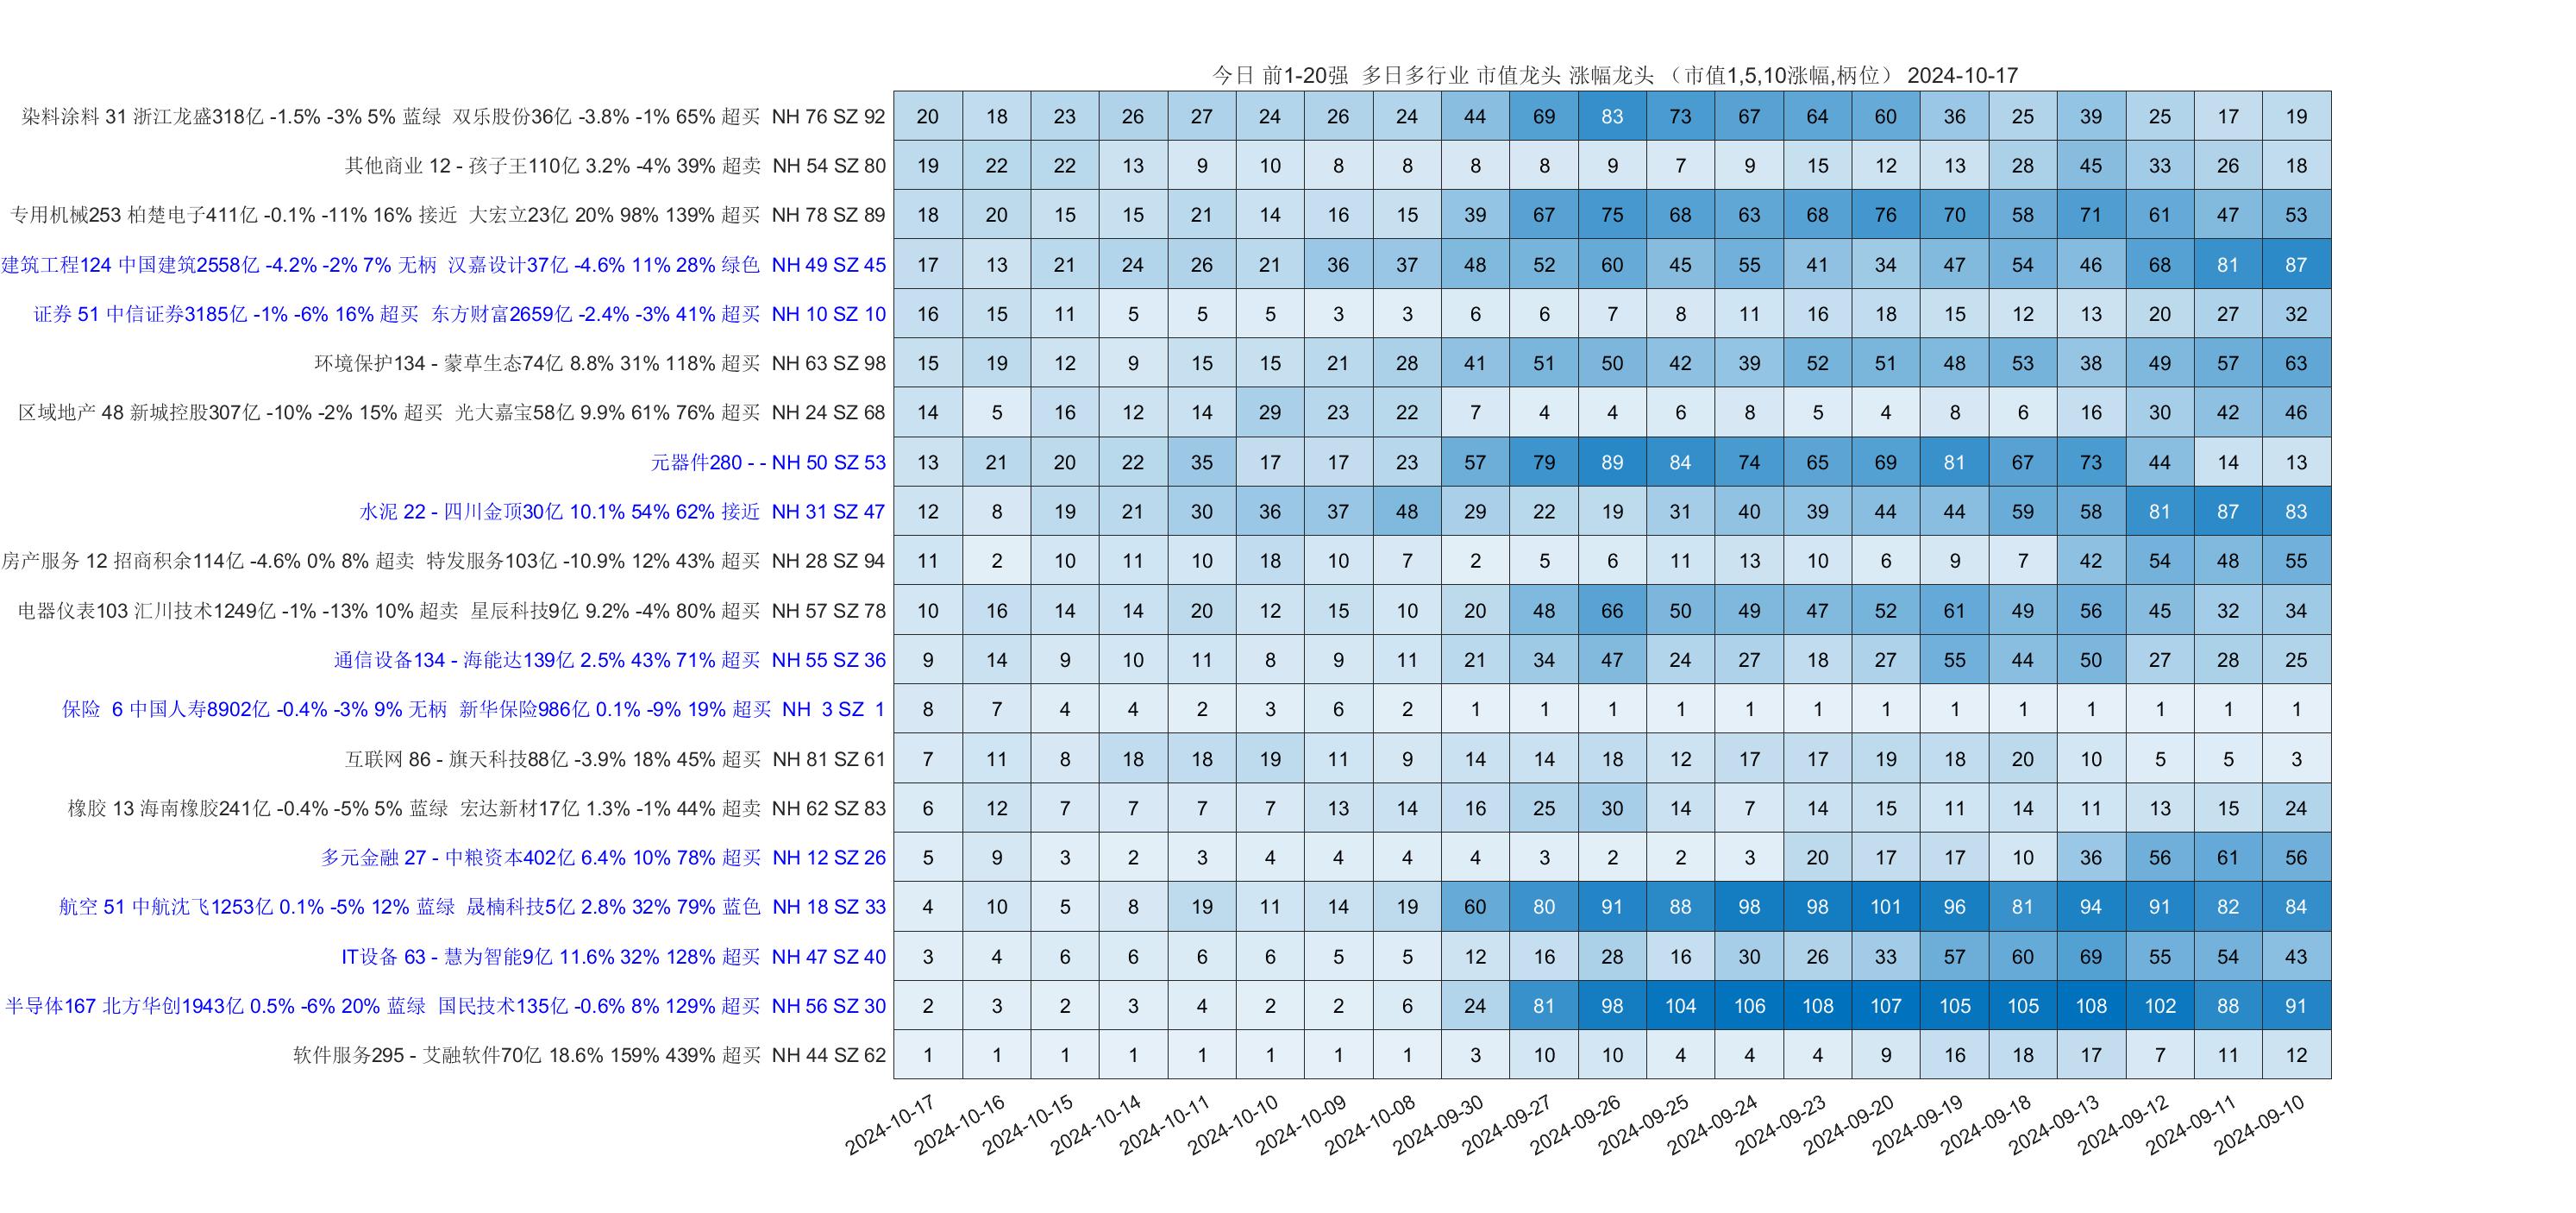 今日 前1-20强 多日多行业 市值龙头 涨幅龙头 （市值1,5,10涨幅,柄位） 2024-10-17
染料涂料 31 浙江龙盛318亿 -1.5% -3% 5% 蓝绿 双乐股份36亿 -3.8% -1% 65% 超买 NH 76 SZ 92 20 18 23 26 27 24 26 24 44 69 83 73 67 64 60 36 25 39 25 17 19
其他商业 12 - 孩子王110亿 3.2% -4% 39% 超卖 NH 54 SZ 80 19 22 22 13 9 10 8 8 8 8 9 7 9 15 12 13 28 45 33 26 18
专用机械253 柏楚电子411亿 -0.1% -11% 16% 接近 大宏立23亿 20% 98% 139% 超买 NH 78 SZ 89 18 20 15 15 21 14 16 15 39 67 75 68 63 68 76 70 58 71 61 47 53
建筑工程124 中国建筑2558亿 -4.2% -2% 7% 无柄 汉嘉设计37亿 -4.6% 11% 28% 绿色 NH 49 SZ 45 17 13 21 24 26 21 36 37 48 52 60 45 55 41 34 47 54 46 68 81 87
证券 51 中信证券3185亿 -1% -6% 16% 超买 东方财富2659亿 -2.4% -3% 41% 超买 NH 10 SZ 10 16 15 11 5 5 5 3 3 6 6 7 8 11 16 18 15 12 13 20 27 32
环境保护134 - 蒙草生态74亿 8.8% 31% 118% 超买 NH 63 SZ 98 15 19 12 9 15 15 21 28 41 51 50 42 39 52 51 48 53 38 49 57 63
区域地产 48 新城控股307亿 -10% -2% 15% 超买 光大嘉宝58亿 9.9% 61% 76% 超买 NH 24 SZ 68 14 5 16 12 14 29 23 22 7 4 4 6 8 5 4 8 6 16 30 42 46
元器件280 - - NH 50 SZ 53 13 21 20 22 35 17 17 23 57 79 89 84 74 65 69 81 67 73 44 14 13
水泥 22 - 四川金顶30亿 10.1% 54% 62% 接近 NH 31 SZ 47 12 8 19 21 30 36 37 48 29 22 19 31 40 39 44 44 59 58 81 87 83
房产服务 12 招商积余114亿 -4.6% 0% 8% 超卖 特发服务103亿 -10.9% 12% 43% 超买 NH 28 SZ 94 11 2 10 11 10 18 10 7 2 5 6 11 13 10 6 9 7 42 54 48 55
电器仪表103 汇川技术1249亿 -1% -13% 10% 超卖 星辰科技9亿 9.2% -4% 80% 超买 NH 57 SZ 78 10 16 14 14 20 12 15 10 20 48 66 50 49 47 52 61 49 56 45 32 34
通信设备134 - 海能达139亿 2.5% 43% 71% 超买 NH 55 SZ 36 9 14 9 10 11 8 9 11 21 34 47 24 27 18 27 55 44 50 27 28 25
保险 6 中国人寿8902亿 -0.4% -3% 9% 无柄 新华保险986亿 0.1% -9% 19% 超买 NH 3 SZ 1 8 7 4 4 2 3 6 2 1 1 1 1 1 1 1 1 1 1 1 1 1
互联网 86 - 旗天科技88亿 -3.9% 18% 45% 超买 NH 81 SZ 61 7 11 8 18 18 19 11 9 14 14 18 12 17 17 19 18 20 10 5 5 3
橡胶 13 海南橡胶241亿 -0.4% -5% 5% 蓝绿 宏达新材17亿 1.3% -1% 44% 超卖 NH 62 SZ 83 6 12 7 7 7 7 13 14 16 25 30 14 7 14 15 11 14 11 13 15 24
多元金融 27 - 中粮资本402亿 6.4% 10% 78% 超买 NH 12 SZ 26 5 9 3 2 3 4 4 4 4 3 2 2 3 20 17 17 10 36 56 61 56
航空 51 中航沈飞1253亿 0.1% -5% 12% 蓝绿 晟楠科技5亿 2.8% 32% 79% 蓝色 NH 18 SZ 33 4 10 5 8 19 11 14 19 60 80 91 88 98 98 101 96 81 94 91 82 84
IT设备 63 - 慧为智能9亿 11.6% 32% 128% 超买 NH 47 SZ 40 3 4 6 6 6 6 5 5 12 16 28 16 30 26 33 57 60 69 55 54 43
半导体167 北方华创1943亿 0.5% -6% 20% 蓝绿 国民技术135亿 -0.6% 8% 129% 超买 NH 56 SZ 30 2 3 2 3 4 2 2 6 24 81 98 104 106 108 107 105 105 108 102 88 91
软件服务295 - 艾融软件70亿 18.6% 159% 439% 超买 NH 44 SZ 62 1 1 1 1 1 1 1 1 3 10 10 4 4 4 9 16 18 17 7 11 12
2024-10-17 2024-10-16 2024-10-15 2024-10-14 2024-10-11 2024-10-10 2024-10-09 2024-10-08 2024-09-30 2024-09-27 2024-09-26 2024-09-25 2024-09-24 2024-09-23 2024-09-20 2024-09-19 2024-09-18 2024-09-13 2024-09-12 2024-09-11 2024-09-10